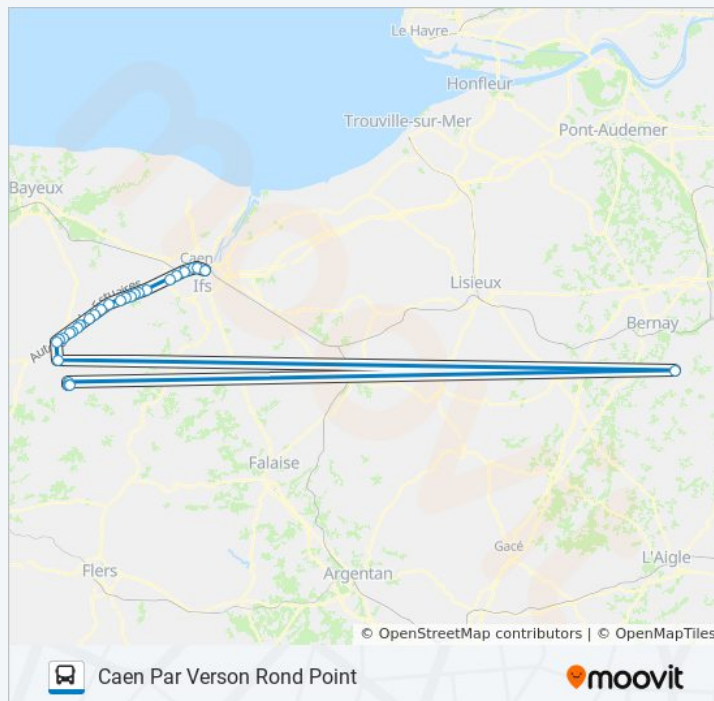 Le Havre
Honfleur
Trouville-sur-Mer
Pont-Audemer
Bayeux
Caen
Ifs
Lisieux
Bernay
Falaise
Gacé
Flers
Argentan
L'Aigle
© OpenStreetMap contributors | © OpenMapTiles
Caen Par Verson Rond Point
moovit